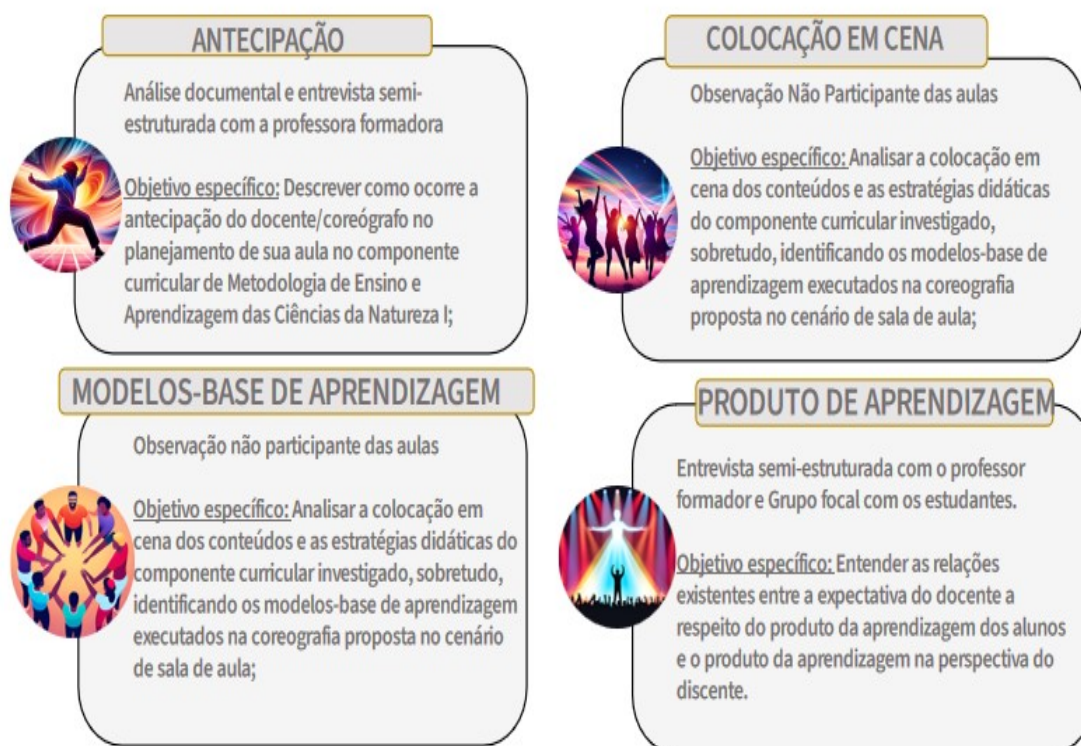 ANTECIPAÇÃO
Análise documental e entrevista semi-
estruturada com a professora formadora
Objetivo específico: Descrever como ocorre a
antecipação do docente/coreógrafo no
planejamento de sua aula no componente
curricular de Metodologia de Ensino e
Aprendizagem das Ciências da Natureza I;
COLOCAÇÃO EM CENA
Observação Não Participante das aulas
Objetivo específico: Analisar a colocação em
cena dos conteúdos e as estratégias didáticas
do componente curricular investigado,
sobretudo, identificando os modelos-base de
aprendizagem executados na coreografia
proposta no cenário de sala de aula;
MODELOS-BASE DE APRENDIZAGEM
Observação não participante das aulas
Objetivo específico: Analisar a colocação em
cena dos conteúdos e as estratégias didáticas do
componente curricular investigado, sobretudo,
identificando os modelos-base de aprendizagem
executados na coreografia proposta no cenário
de sala de aula;
PRODUTO DE APRENDIZAGEM
Entrevista semi-estruturada com o professor
formador e Grupo focal com os estudantes.
Objetivo específico: Entender as relações
existentes entre a expectativa do docente a
respeito do produto da aprendizagem dos alunos
e o produto da aprendizagem na perspectiva do
discente.